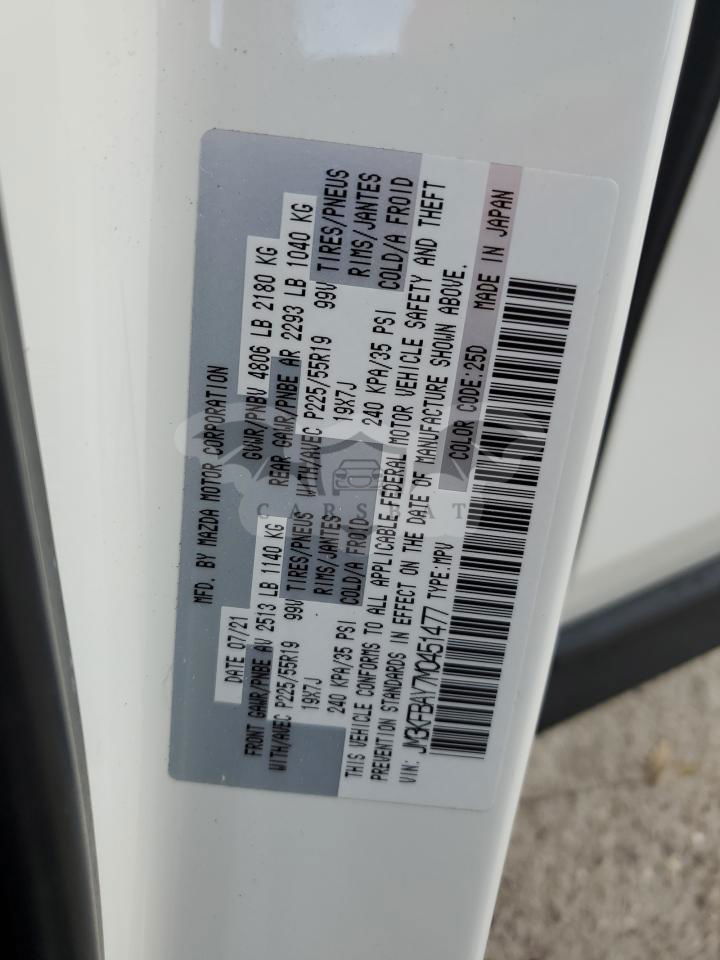 MFD. BY MAZDA MOTOR CORPORATION
DATE 07/21 GVWR/PNBV 4806 LB 2180 KG
FRONT GAWR/PNBE AV 2513 LB 1140 KG REAR GAWR/PNBE AR 2293 LB 1040 KG
WITH/AVEC P225/55R19 99V TIRES/PNEUS WITH/AVEC P225/55R19 99V TIRES/PNEUS
19X7J RIMS/JANTES 19X7J RIMS/JANTES
240 KPA/35 PSI COLD/A FROID 240 KPA/35 PSI COLD/A FROID
THIS VEHICLE CONFORMS TO ALL APPLICABLE FEDERAL MOTOR VEHICLE SAFETY AND THEFT
PREVENTION STANDARDS IN EFFECT ON THE DATE OF MANUFACTURE SHOWN ABOVE.
VIN: JM3KFBAY7M0451477 TYPE:MPV COLOR CODE:25D MADE IN JAPAN
CARSBAT